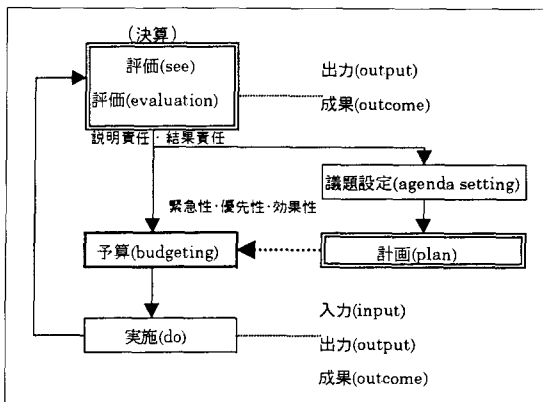 (決算)
評価(see)
評価(evaluation)
出力(output)
成果(outcome)
説明責任・結果責任
議題設定(agenda setting)
緊急性・優先性・効果性
予算(budgeting)
計画(plan)
実施(do)
入力(input)
出力(output)
成果(outcome)